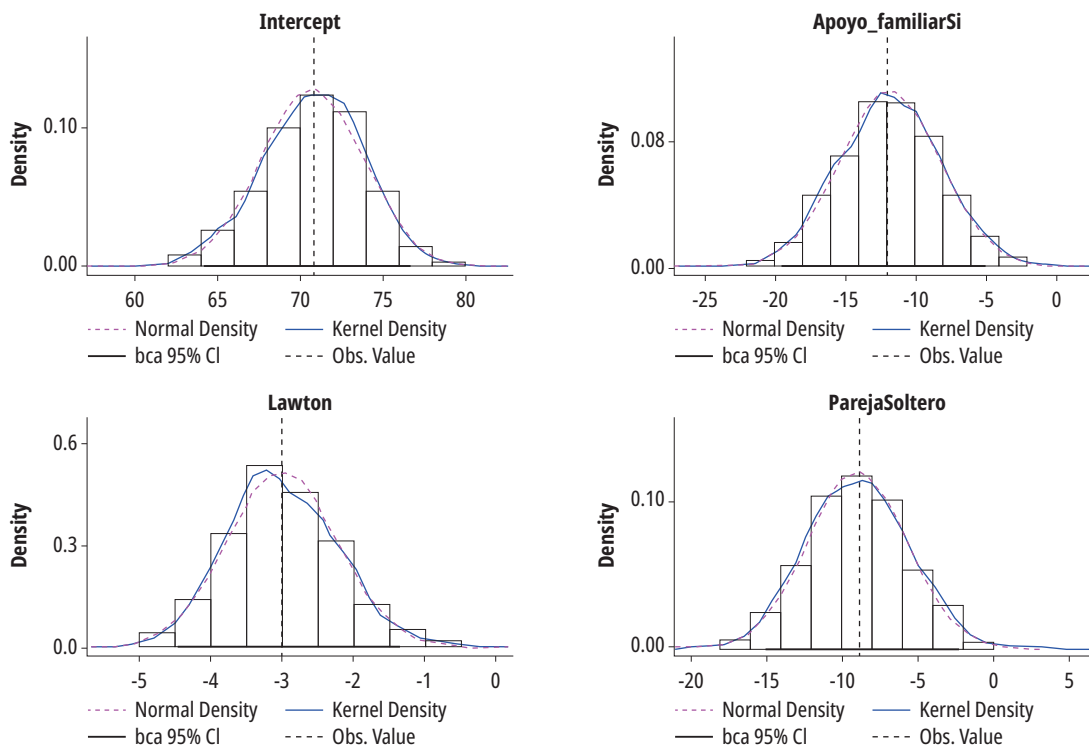 Intercept
Density
0.10
0.00
60 65 70 75 80
Normal Density Kernel Density
bca 95% Cl Obs. Value
Apoyo_familiarSi
Density
0.08
0.00
-25 -20 -15 -10 -5 0
Normal Density Kernel Density
bca 95% Cl Obs. Value
Lawton
Density
0.6
0.3
0.0
-5 -4 -3 -2 -1 0
Normal Density Kernel Density
bca 95% Cl Obs. Value
ParejaSoltero
Density
0.10
0.00
-20 -15 -10 -5 0 5
Normal Density Kernel Density
bca 95% Cl Obs. Value